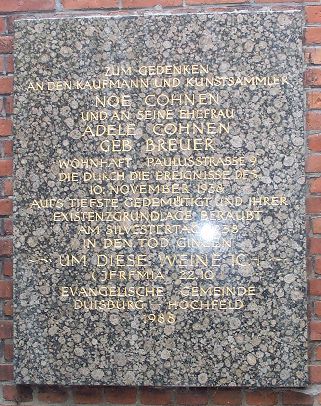 ZUM GEDENKEN
AN DEN KAUFMANN UND KUNSTSAMMLER
NOE COHNEN
UND AN SEINE EHEFRAU
ADELE COHNEN
GEB BREUER
WOHNHAFT PAULUSSTRASSE 9
DIE DURCH DIE EREIGNISSE DES
10. NOVEMBER 1938
AUFS TIEFSTE GEDEMÜTIGT UND IHRER
EXISTENZGRUNDLAGE BERAUBT
AM SILVESTERTAG 1938
IN DEN TOD GINGEN
UM DIESE WEINE ICH
(JEREMIA 22,10)
EVANGELISCHE GEMEINDE
DUISBURG - HOCHFELD
1988